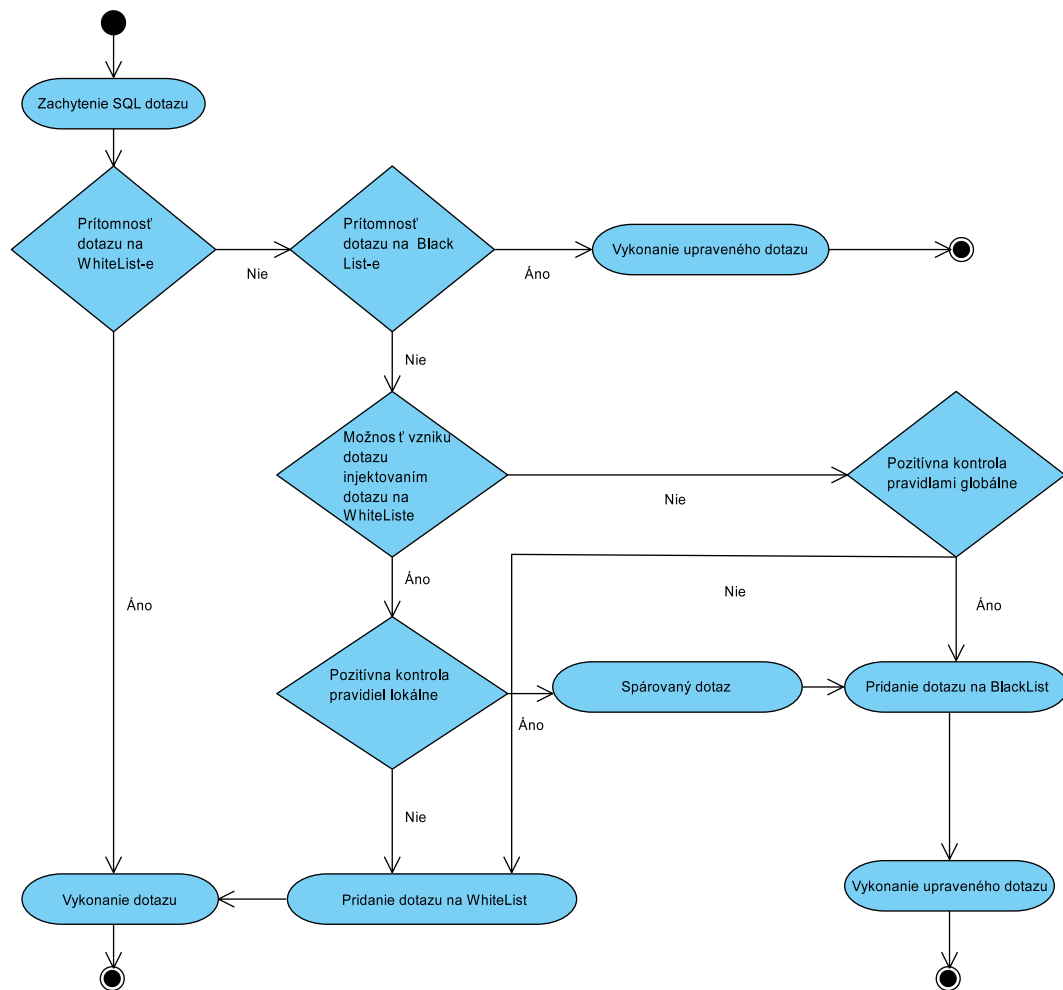 Zachytenie SQL dotazu
Prítomnosť
dotazu na
WhiteList-e
Nie
Prítomnosť
dotazu na Black
List-e
Áno
Vykonanie upraveného dotazu
Nie
Možnosť vzniku
dotazu
injektovaním
dotazu na
WhiteListe
Nie
Pozitívna kontrola
pravidlami globálne
Áno
Áno
Nie
Áno
Pozitívna kontrola
pravidiel lokálne
Áno
Spárovaný dotaz
Pridanie dotazu na BlackList
Nie
Vykonanie dotazu
Pridanie dotazu na WhiteList
Vykonanie upraveného dotazu